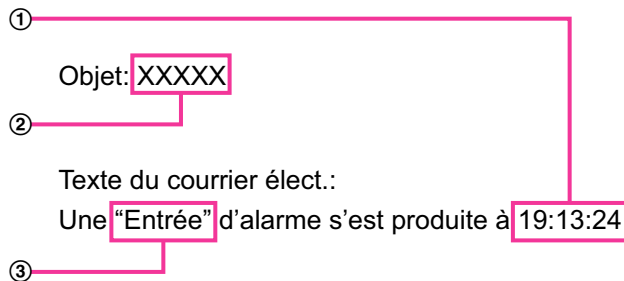 ①
Objet: XXXXX
②
Texte du courrier élect.:
Une “Entrée” d’alarme s’est produite à 19:13:24
③